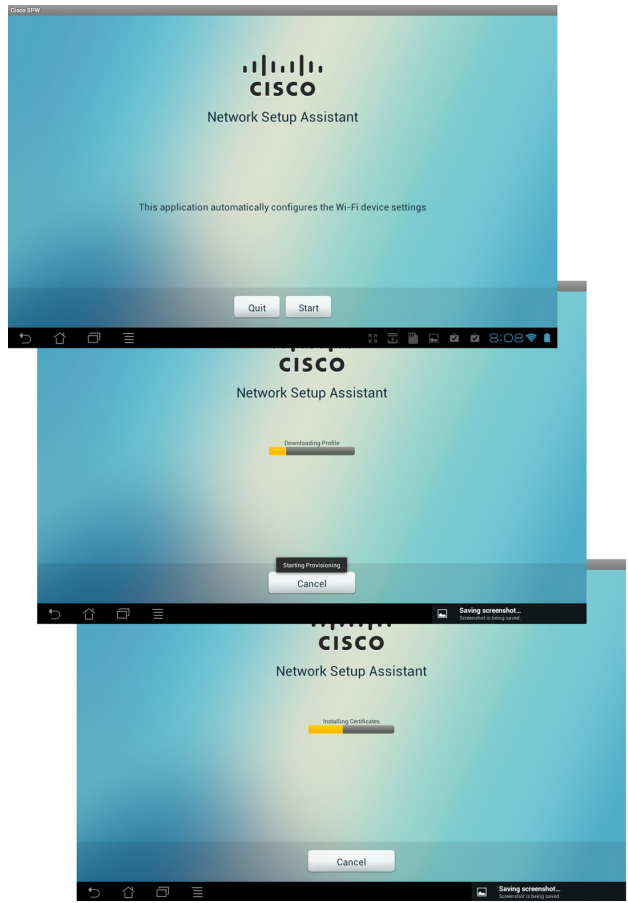 Cisco SPW
CISCO
Network Setup Assistant
This application automatically configures the Wi-Fi device settings
Quit
Start
8:08
CISCO
Network Setup Assistant
Downloading Profile
Starting Provisioning
Cancel
Saving screenshot...
Screenshot is being saved.
CISCO
Network Setup Assistant
Installing Certificates
Cancel
Saving screenshot...
Screenshot is being saved.